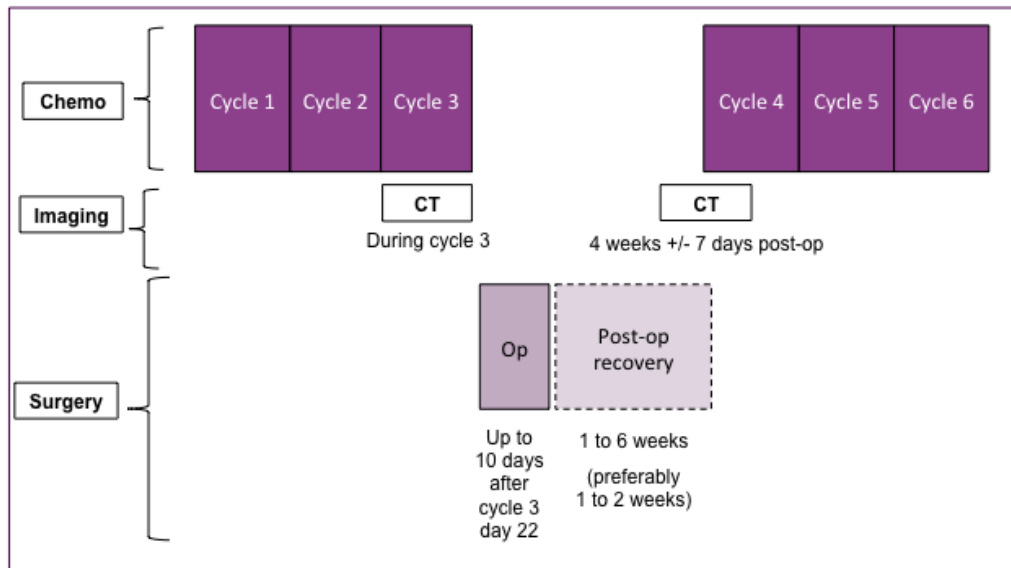 Chemo
Cycle 1
Cycle 2
Cycle 3
Cycle 4
Cycle 5
Cycle 6
Imaging
CT
During cycle 3
CT
4 weeks +/- 7 days post-op
Surgery
Op
Up to
10 days
after
cycle 3
day 22
Post-op
recovery
1 to 6 weeks
(preferably
1 to 2 weeks)